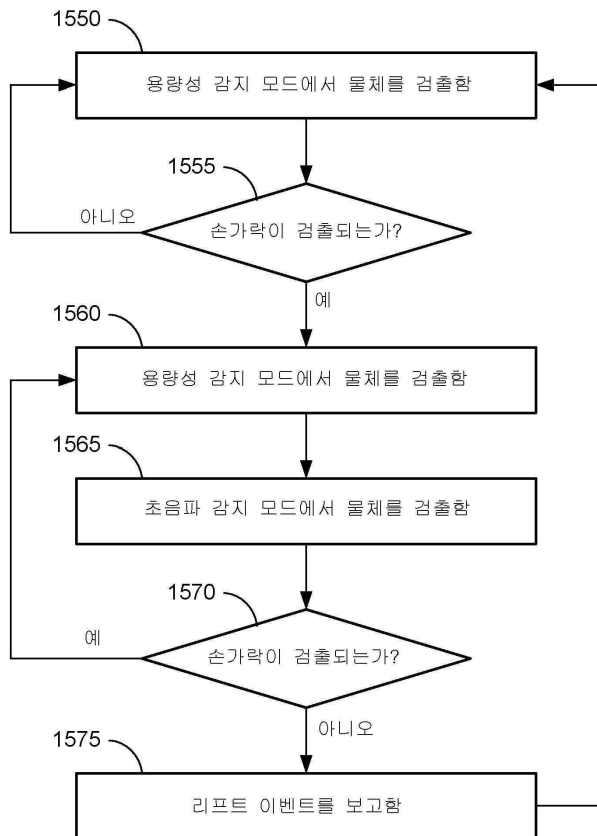 1550
용량성 감지 모드에서 물체를 검출함
1555
아니오
손가락이 검출되는가?
예
1560
용량성 감지 모드에서 물체를 검출함
1565
초음파 감지 모드에서 물체를 검출함
1570
예
손가락이 검출되는가?
아니오
1575
리프트 이벤트를 보고함